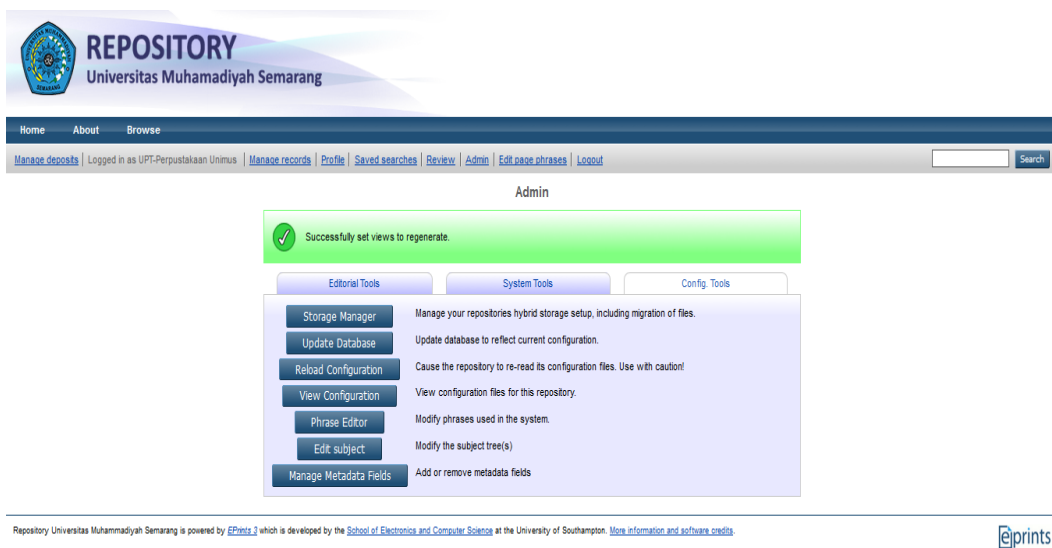 REPOSITORY
Universitas Muhamadiyah Semarang
Home About Browse
Manage deposits | Logged in as UPT-Perpustakaan Unimus | Manage records | Profile | Saved searches | Review | Admin | Edit page phrases | Logout Search
Admin
Successfully set views to regenerate.
Editorial Tools System Tools Config. Tools
Storage Manager Manage your repositories hybrid storage setup, including migration of files.
Update Database Update database to reflect current configuration.
Reload Configuration Cause the repository to re-read its configuration files. Use with caution!
View Configuration View configuration files for this repository.
Phrase Editor Modify phrases used in the system.
Edit subject Modify the subject tree(s)
Manage Metadata Fields Add or remove metadata fields
Repository Universitas Muhammadiyah Semarang is powered by EPrints 3 which is developed by the School of Electronics and Computer Science at the University of Southampton. More information and software credits.
eprints